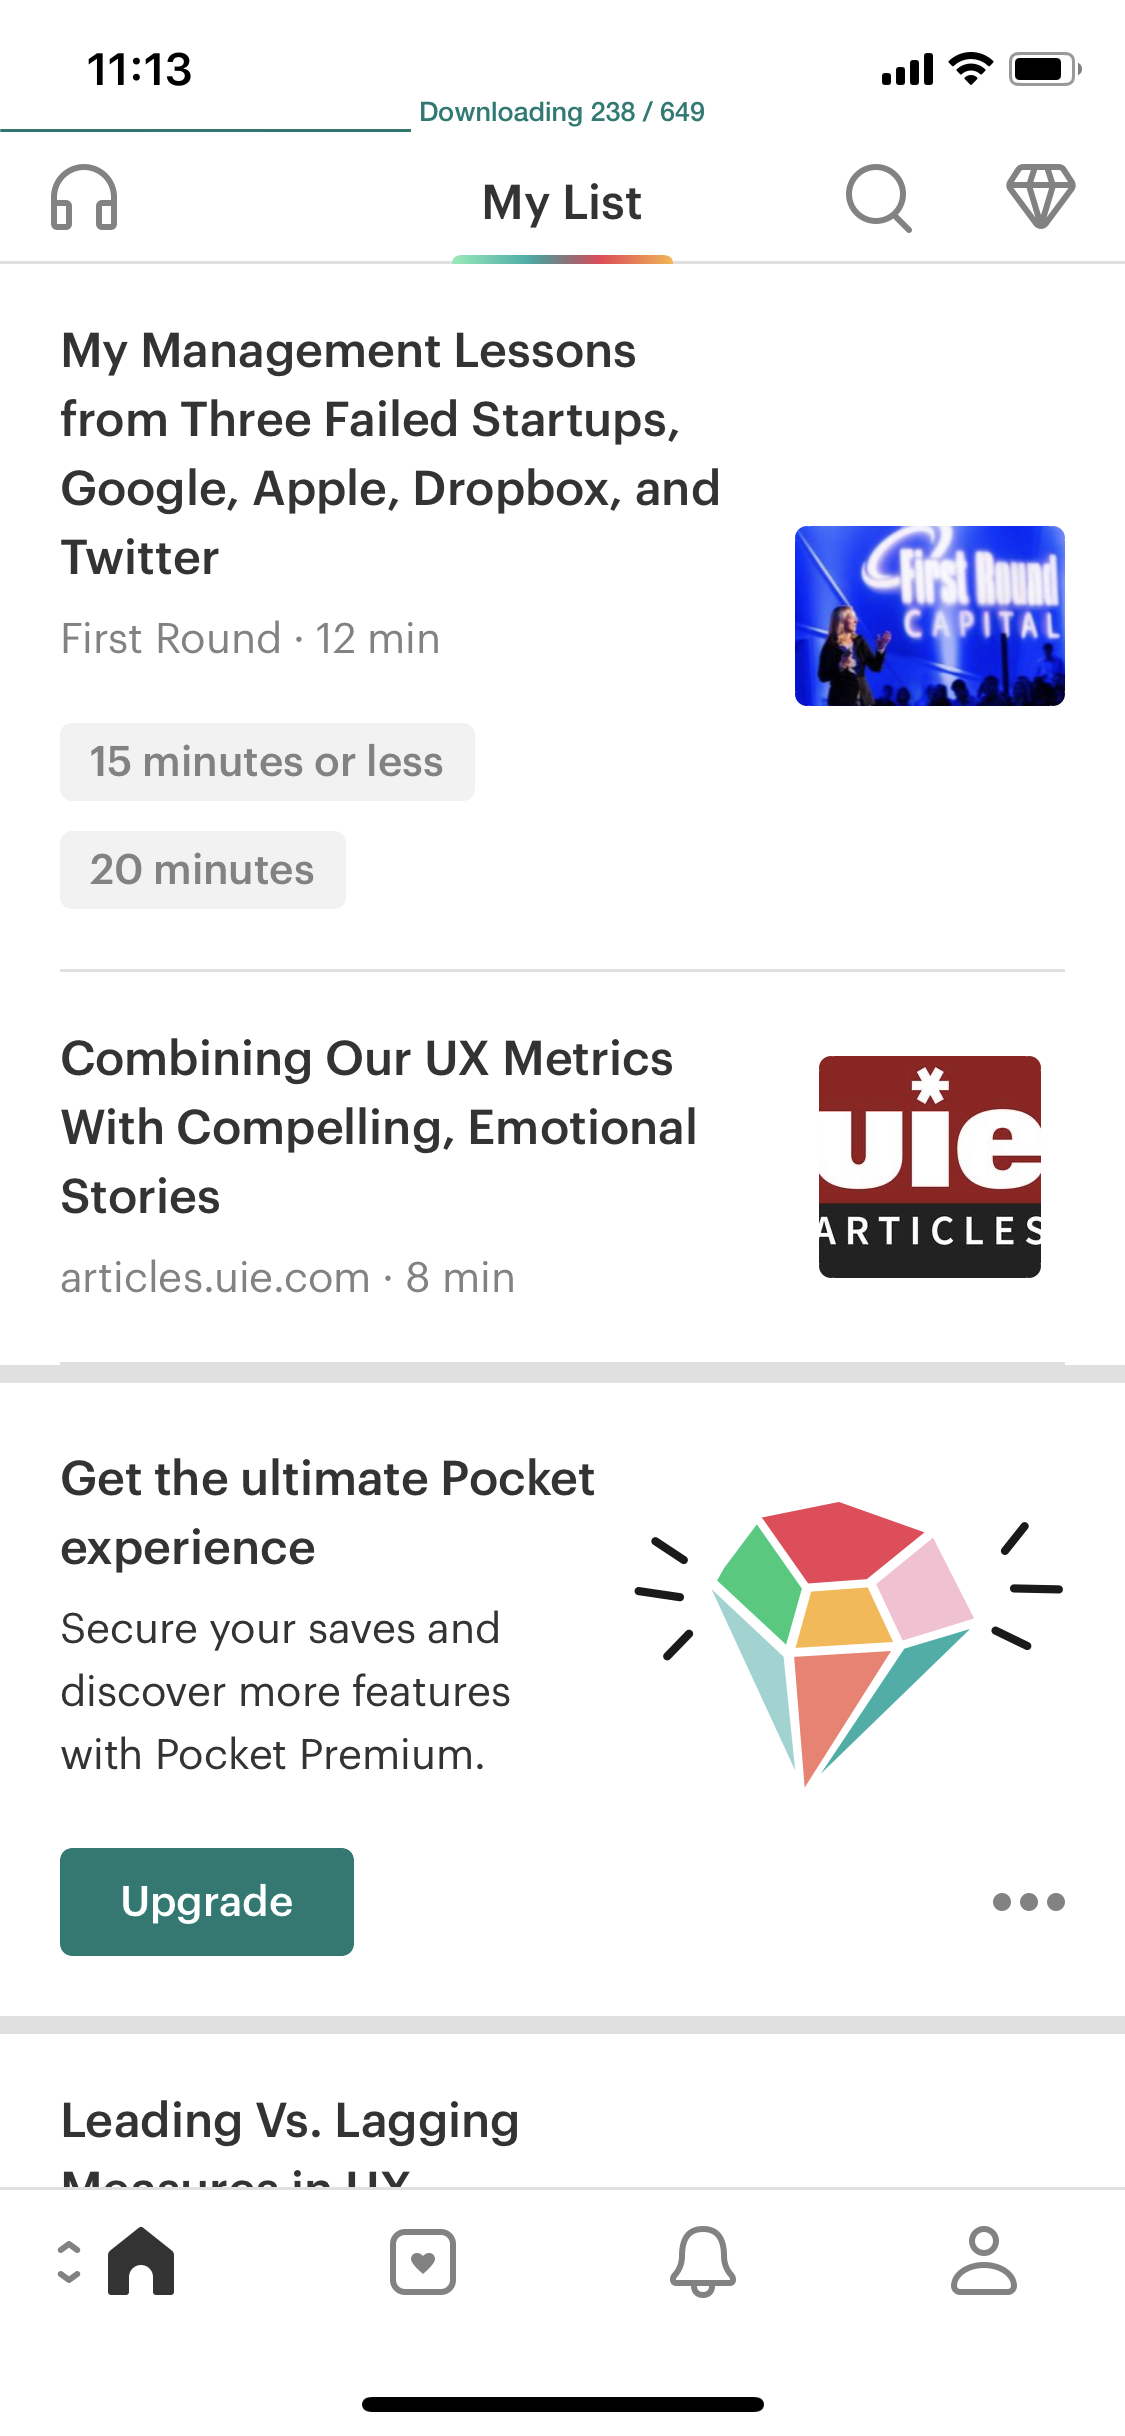 11:13
Downloading 238 / 649
My List
My Management Lessons
from Three Failed Startups,
Google, Apple, Dropbox, and
Twitter
First Round · 12 min
First Round
CAPITAL
15 minutes or less
20 minutes
Combining Our UX Metrics
With Compelling, Emotional
Stories
articles.uie.com · 8 min
uie
ARTICLES
Get the ultimate Pocket
experience
Secure your saves and
discover more features
with Pocket Premium.
Upgrade
Leading Vs. Lagging
Measures in UX